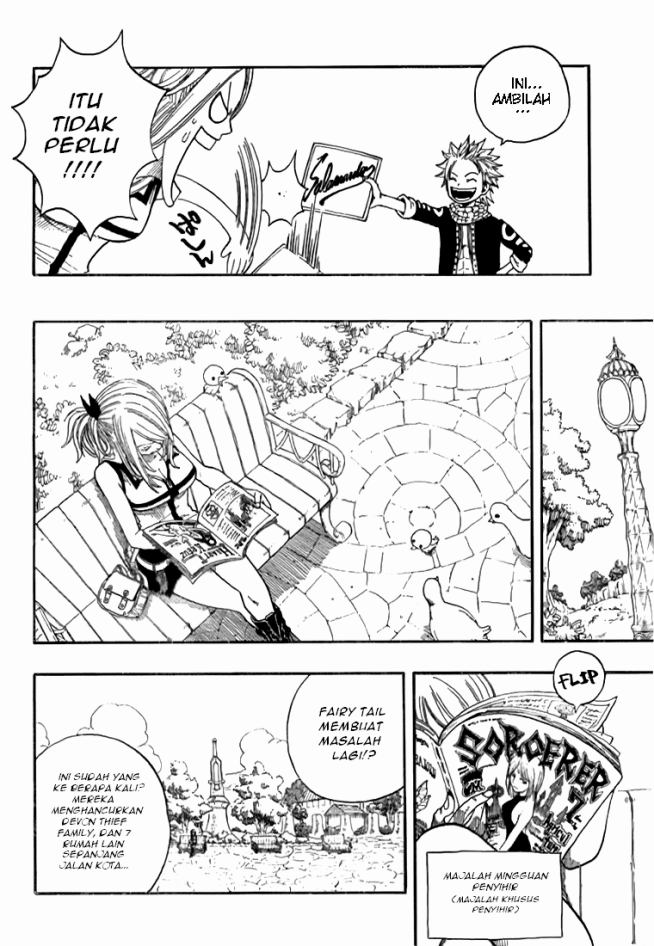 INI...
AMBILAH
...
ITU
TIDAK
PERLU
!!!!
Salamander
FLIP
FAIRY TAIL
MEMBUAT
MASALAH
LAGI!?
INI SUDAH YANG
KE BERAPA KALI?
MEREKA
MENGHANCURKAN
DEVON THIEF
FAMILY, DAN 7
RUMAH LAIN
SEPANJANG
JALAN KOTA...
SORCERER
MAJALAH MINGGUAN
PENYIHIR
(MAJALAH KHUSUS
PENYIHIR)